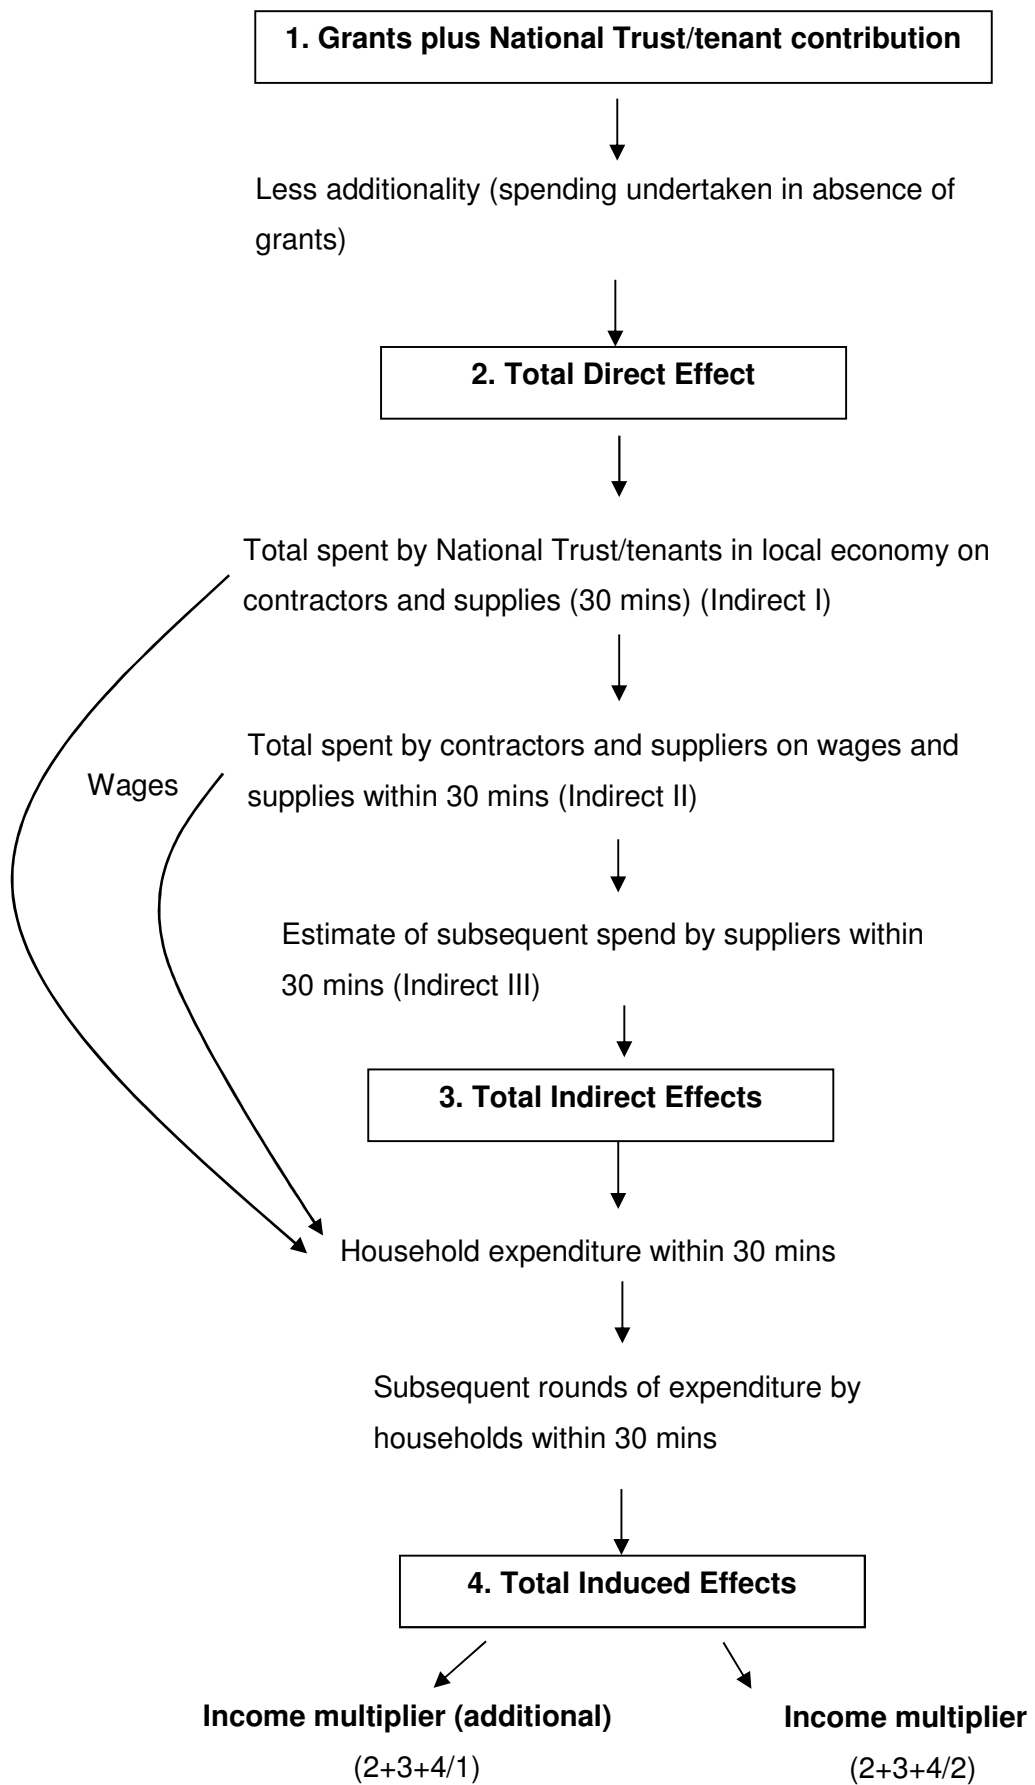 1. Grants plus National Trust/tenant contribution
Less additionality (spending undertaken in absence of
grants)
2. Total Direct Effect
Total spent by National Trust/tenants in local economy on
contractors and supplies (30 mins) (Indirect I)
Total spent by contractors and suppliers on wages and
supplies within 30 mins (Indirect II)
Wages
Estimate of subsequent spend by suppliers within
30 mins (Indirect III)
3. Total Indirect Effects
Household expenditure within 30 mins
Subsequent rounds of expenditure by
households within 30 mins
4. Total Induced Effects
Income multiplier (additional)
(2+3+4/1)
Income multiplier
(2+3+4/2)